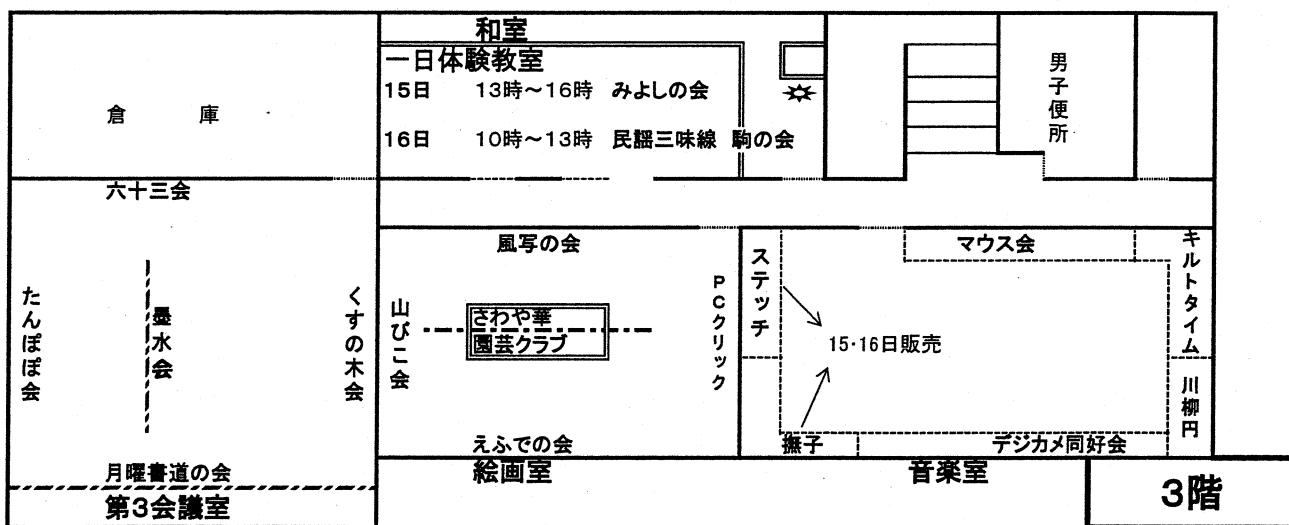 和室
一日体験教室
15日 13時～16時 みよしの会
16日 10時～13時 民謡三味線 駒の会
倉 庫
男子便所
六十三会
たんぽぽ会
墨水会
くすの木会
月曜書道の会
第3会議室
風写の会
山びこ会
さわや華
園芸クラブ
PCクリック
えふでの会
絵画室
ステッチ
マウス会
キルトタイム
15・16日販売
川柳円
撫子
デジカメ同好会
音楽室
3階